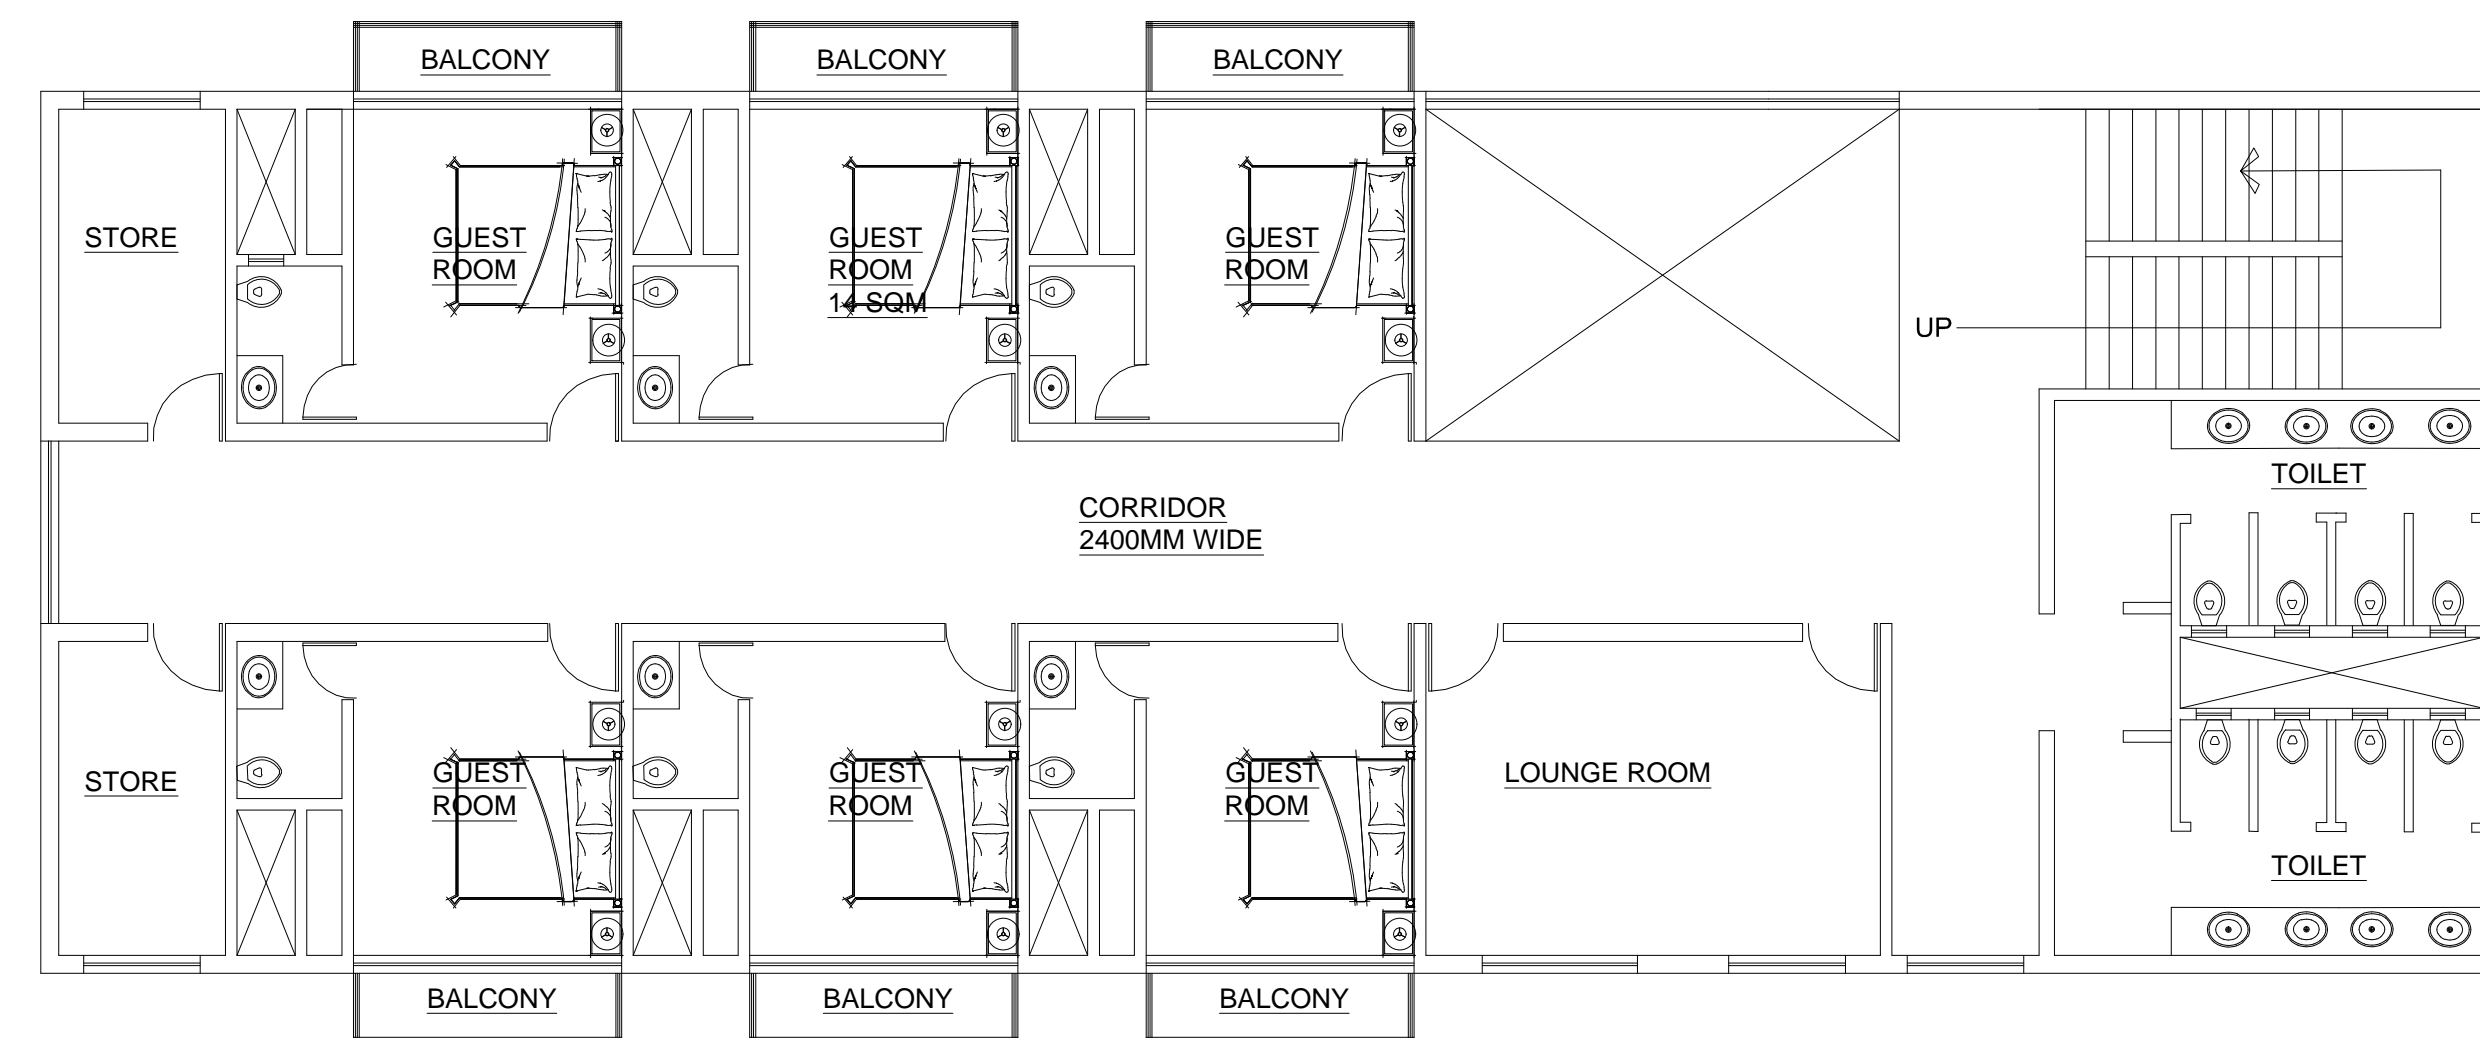 BALCONY
BALCONY
BALCONY
STORE
GUEST
ROOM
GUEST
ROOM
14 SQM
GUEST
ROOM
UP
CORRIDOR
2400MM WIDE
TOILET
STORE
GUEST
ROOM
GUEST
ROOM
GUEST
ROOM
LOUNGE ROOM
TOILET
BALCONY
BALCONY
BALCONY